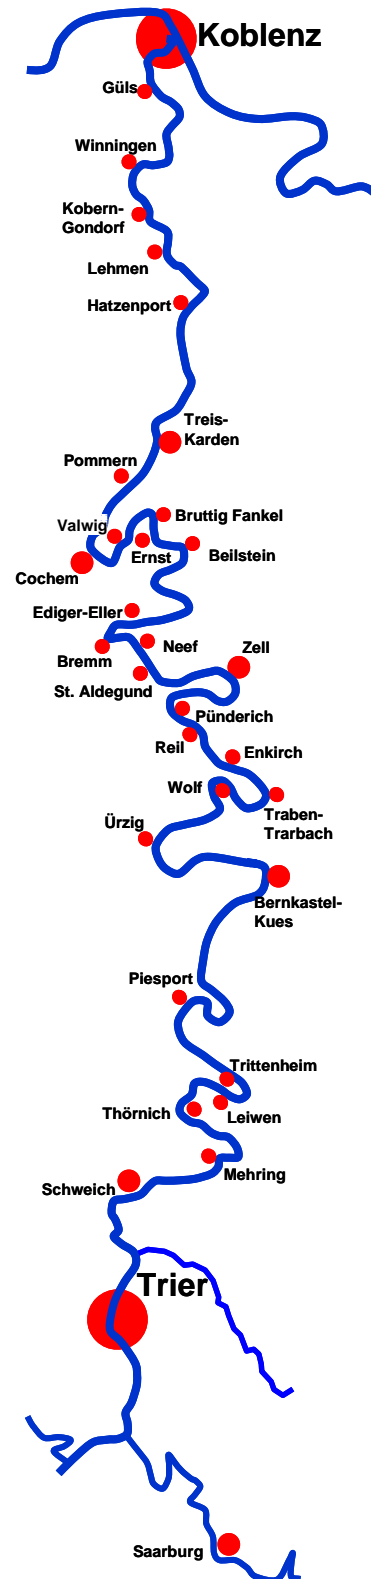 Koblenz
Güls
Winningen
Kobern-
Gondorf
Lehmen
Hatzenport
Treis-
Karden
Pommern
Bruttig Fankel
Valwig
Ernst
Beilstein
Cochem
Ediger-Eller
Neef
Zell
Bremm
St. Aldegund
Pünderich
Reil
Enkirch
Wolf
Traben-
Trarbach
Ürzig
Bernkastel-
Kues
Piesport
Trittenheim
Thörnich
Leiwen
Mehring
Schweich
Trier
Saarburg